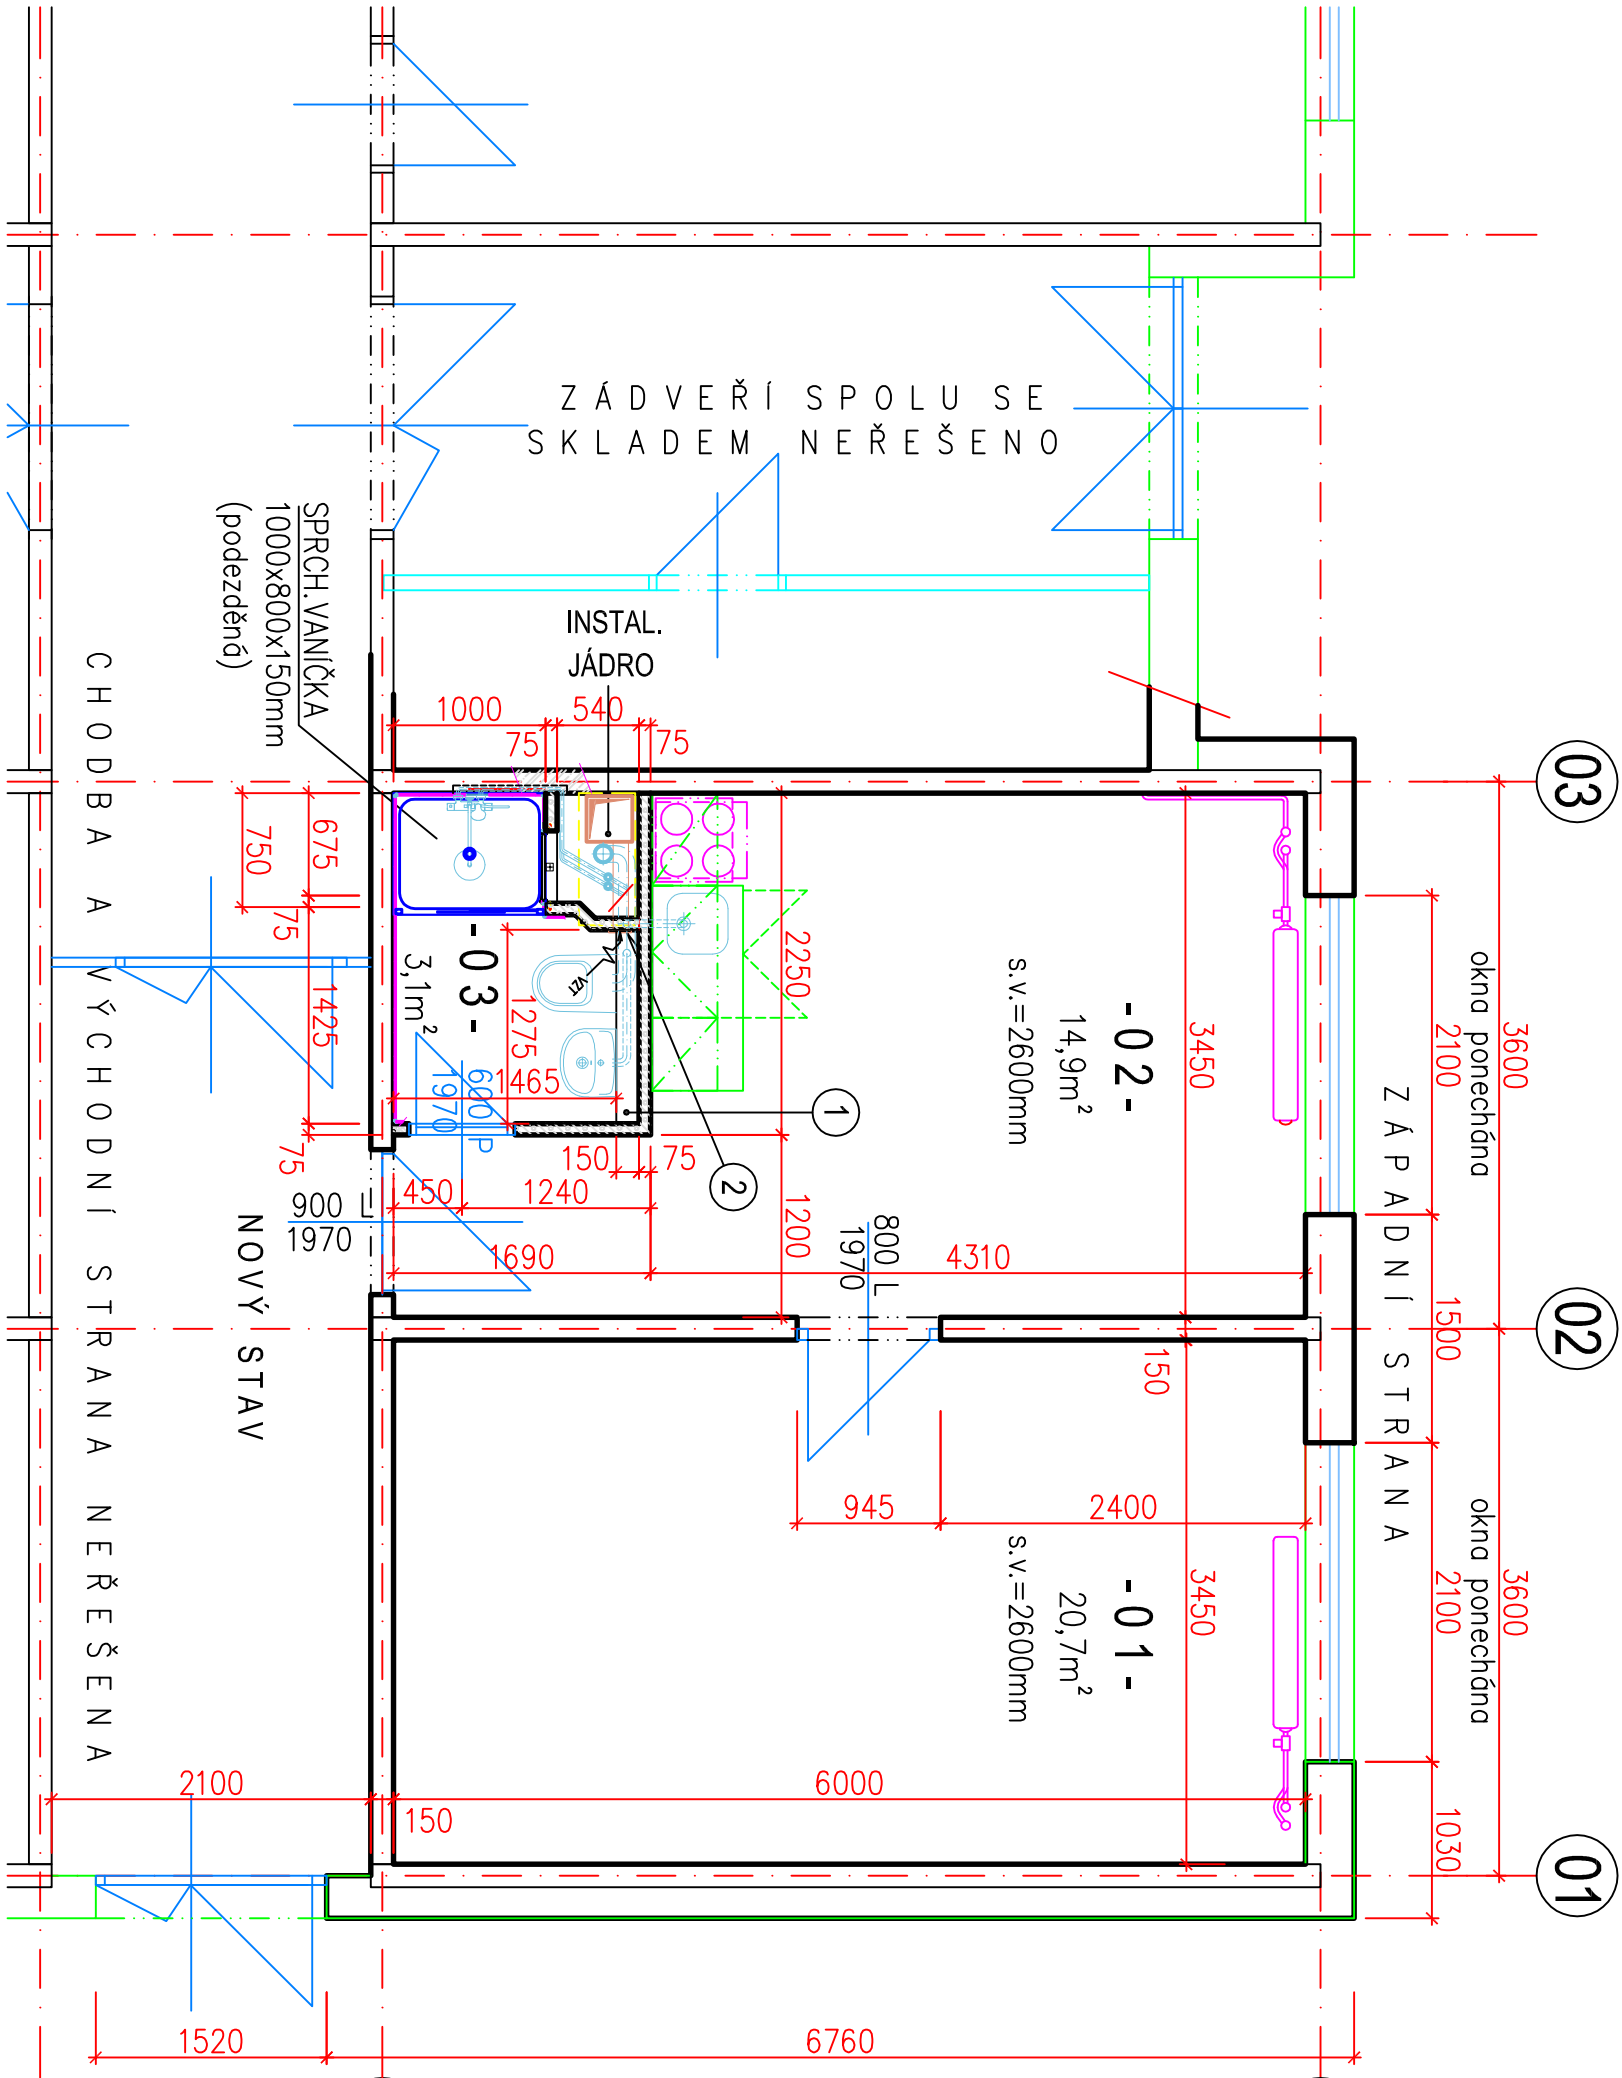 ZÁDVEŘÍ SPOLU SE
SKLADEM NEŘEŠENO
INSTAL.
JÁDRO
SPRCH.VANÍČKA
1000x800x150mm
(podezděná)
CHODBA A VÝCHODNÍ STRANA NEŘEŠENA
NOVÝ STAV
ZÁPADNÍ STRANA
03
02
01
3600
okna ponechána
2100
3600
okna ponechána
2100
1500
1030
-02-
14,9m²
s.v.=2600mm
3450
-01-
20,7m²
s.v.=2600mm
3450
150
-03-
3,1m²
1000
540
75
75
675
750
75
1425
75
2250
1200
1275
1465
600 P
1970
VZT
1
2
150
75
450
1240
1690
4310
900 L
1970
800 L
1970
945
2400
2100
150
6000
1520
6760